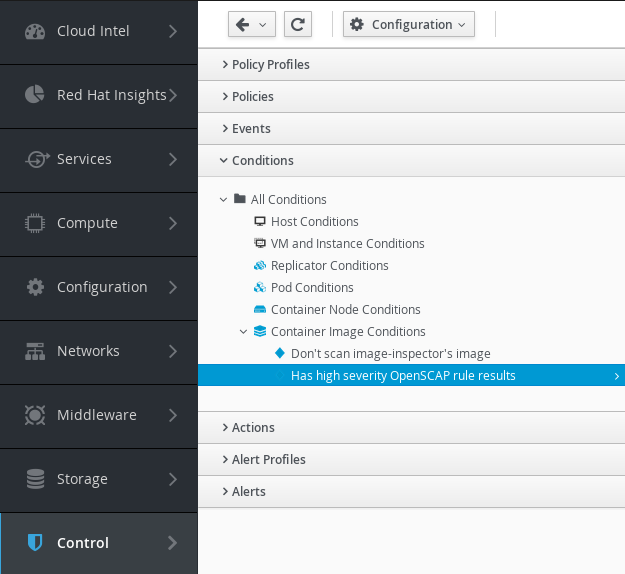 Cloud Intel
Red Hat Insights
Services
Compute
Configuration
Networks
Middleware
Storage
Control
Configuration
Policy Profiles
Policies
Events
Conditions
All Conditions
Host Conditions
VM and Instance Conditions
Replicator Conditions
Pod Conditions
Container Node Conditions
Container Image Conditions
Don't scan image-inspector's image
Has high severity OpenSCAP rule results
Actions
Alert Profiles
Alerts